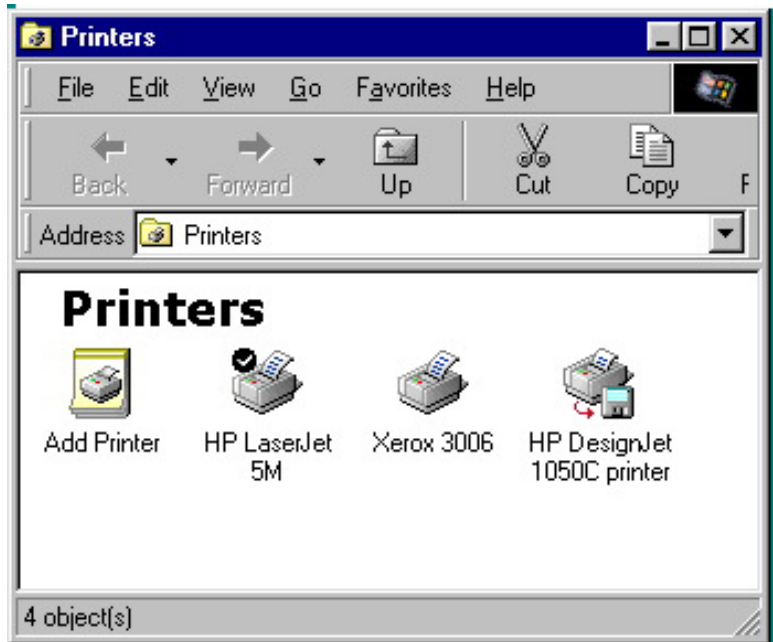 Printers
File Edit View Go Favorites Help
Back Forward Up Cut Copy F
Address Printers
Printers
Add Printer HP LaserJet Xerox 3006 HP DesignJet
5M 1050C printer
4 object(s)